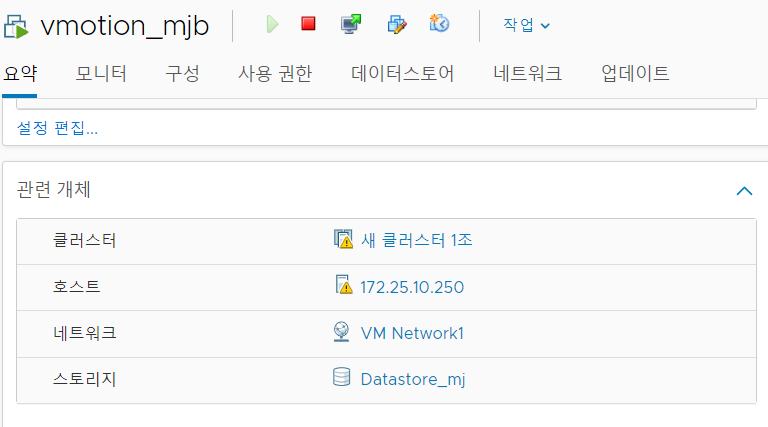 vmotion_mjb 작업
요약 모니터 구성 사용 권한 데이터스토어 네트워크 업데이트
설정 편집...
관련 개체
클러스터 새 클러스터 1조
호스트 172.25.10.250
네트워크 VM Network1
스토리지 Datastore_mj